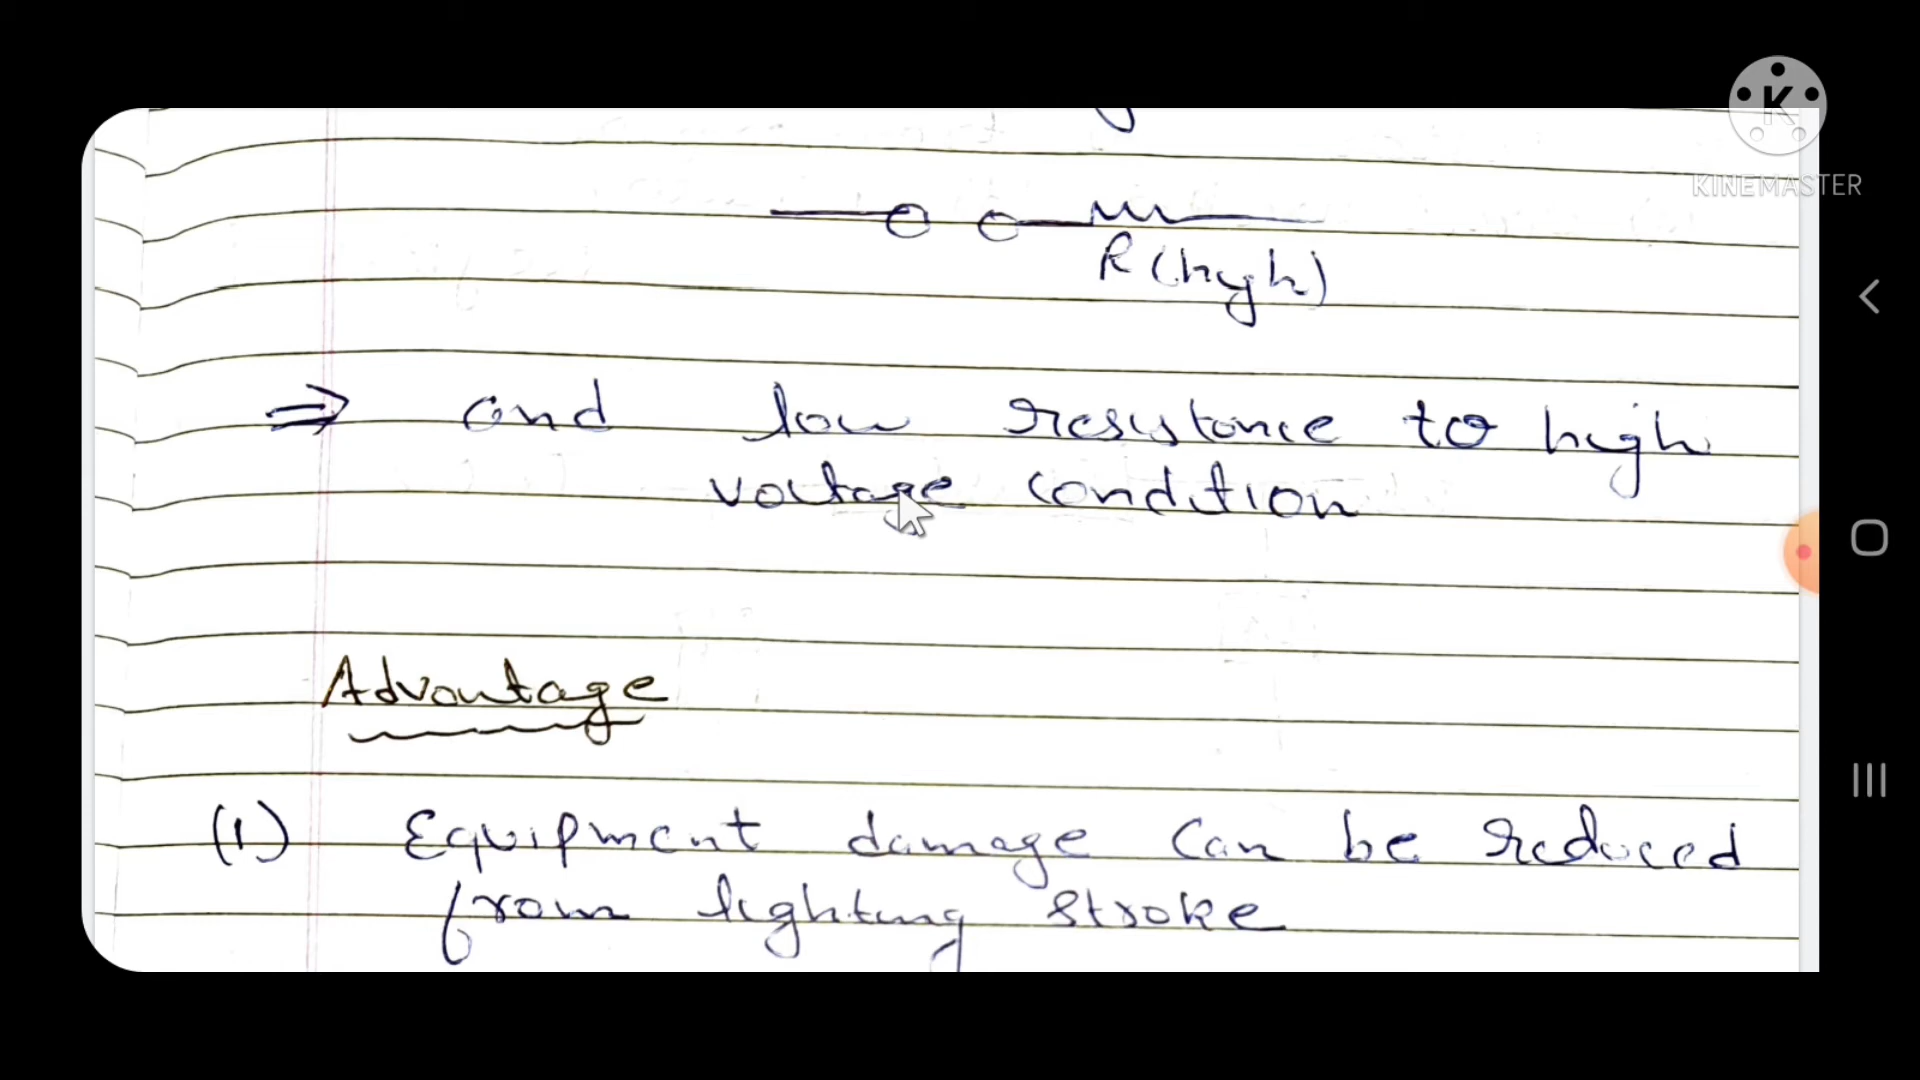 KINEMASTER
R (high)
⇒ and low resistance to high
voltage condition
Advantage
(1) Equipment damage can be reduced
from lighting stroke